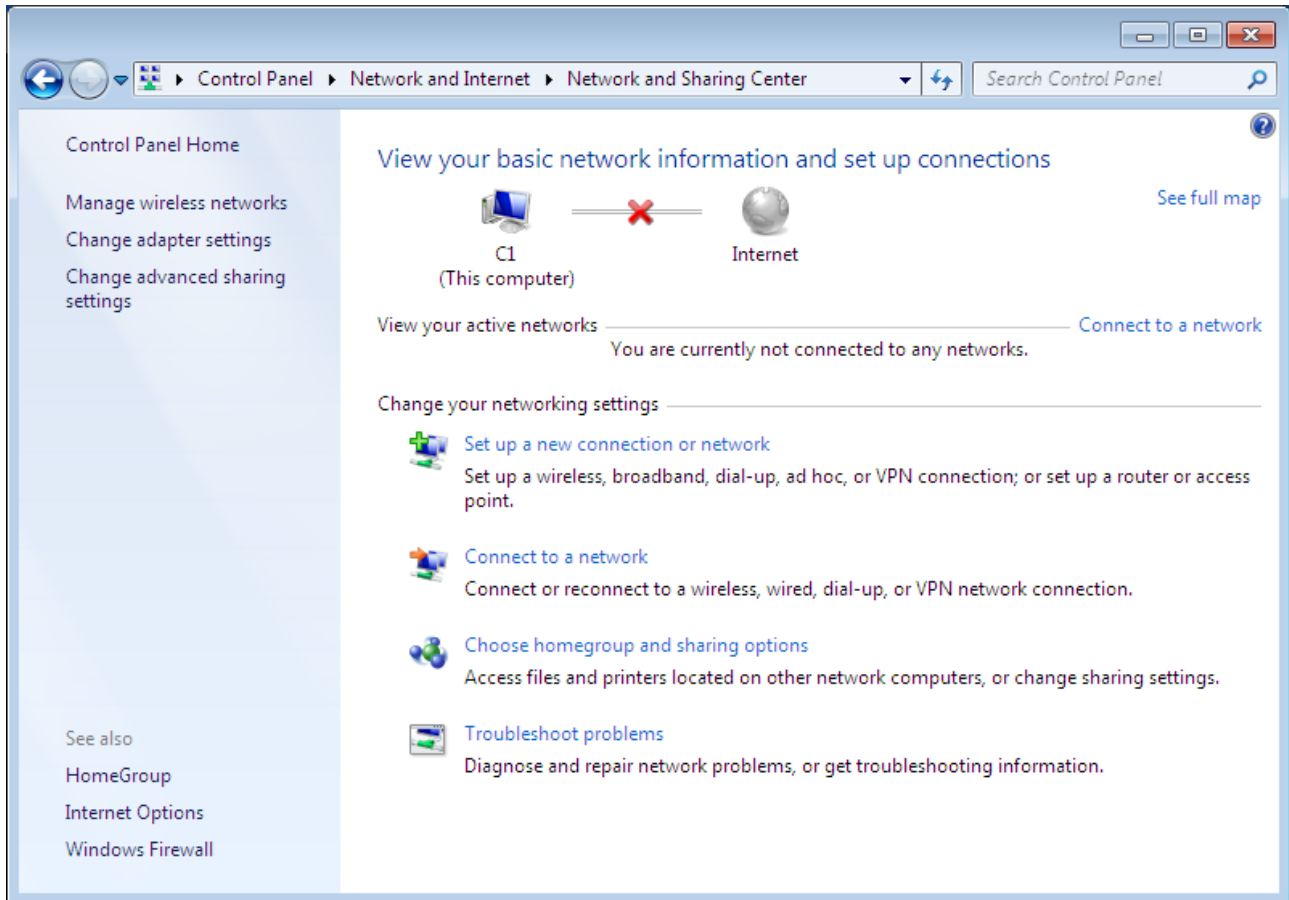 Control Panel Network and Internet Network and Sharing Center Search Control Panel
Control Panel Home
Manage wireless networks
Change adapter settings
Change advanced sharing
settings
See also
HomeGroup
Internet Options
Windows Firewall
View your basic network information and set up connections
See full map
C1
(This computer)
Internet
View your active networks Connect to a network
You are currently not connected to any networks.
Change your networking settings
Set up a new connection or network
Set up a wireless, broadband, dial-up, ad hoc, or VPN connection; or set up a router or access
point.
Connect to a network
Connect or reconnect to a wireless, wired, dial-up, or VPN network connection.
Choose homegroup and sharing options
Access files and printers located on other network computers, or change sharing settings.
Troubleshoot problems
Diagnose and repair network problems, or get troubleshooting information.